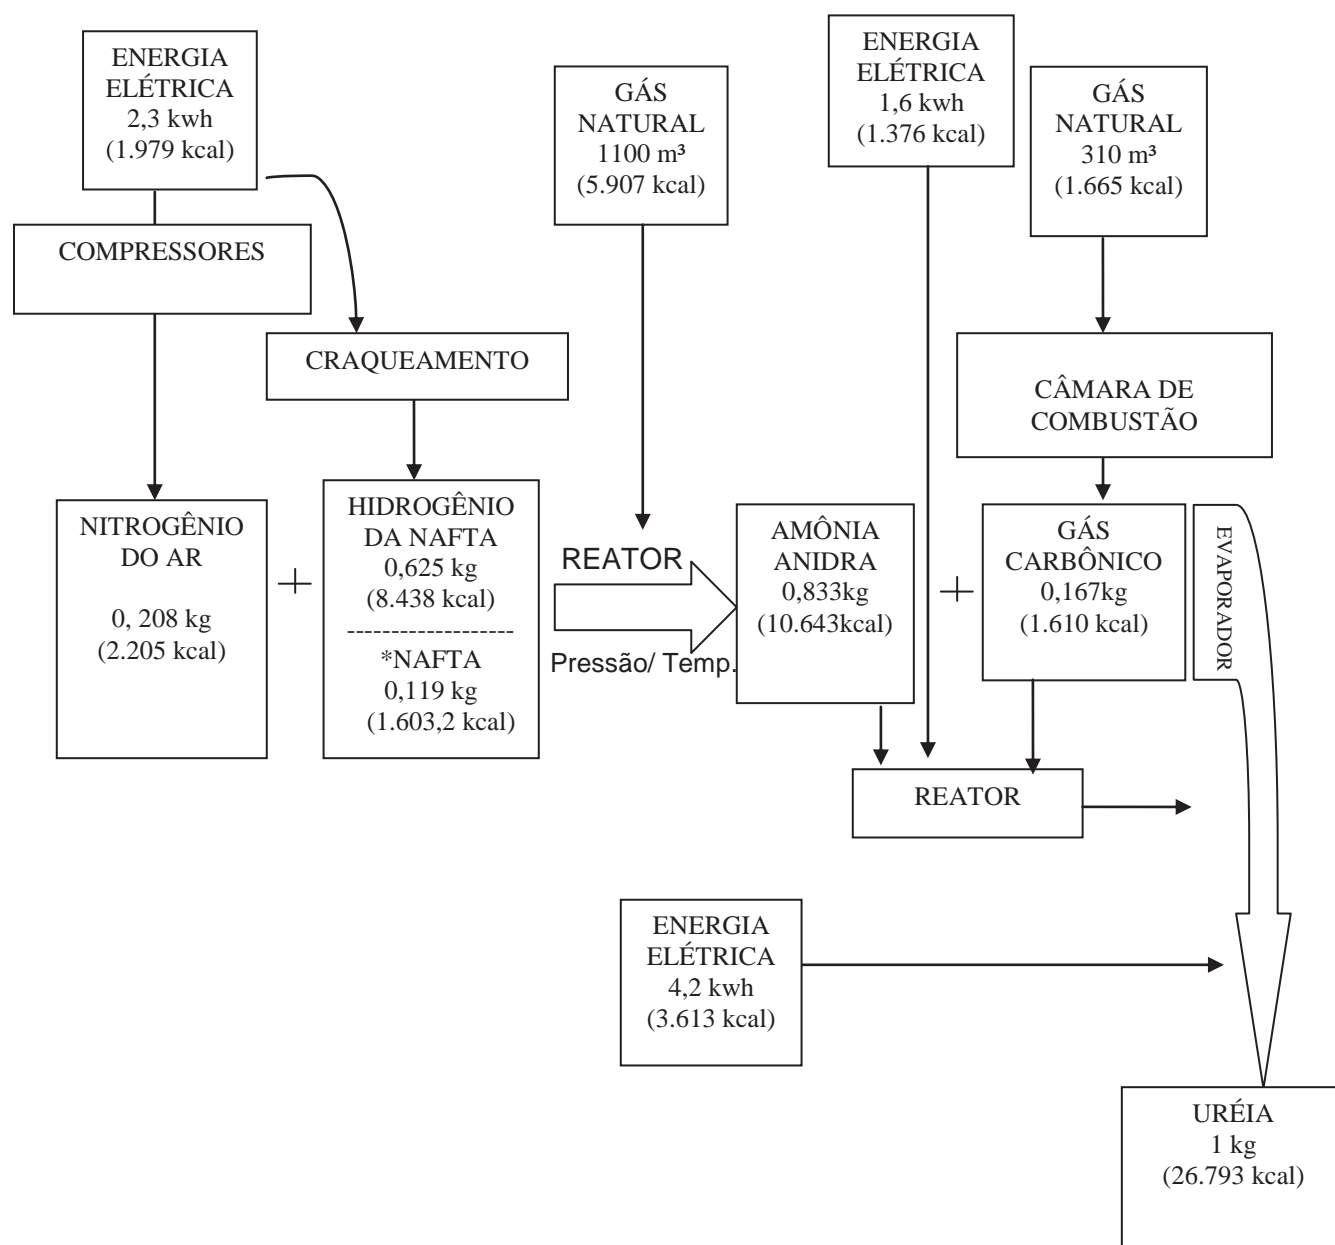 ENERGIA
ELÉTRICA
2,3 kwh
(1.979 kcal)
GÁS
NATURAL
1100 m³
(5.907 kcal)
ENERGIA
ELÉTRICA
1,6 kwh
(1.376 kcal)
GÁS
NATURAL
310 m³
(1.665 kcal)
COMPRESSORES
CRAQUEAMENTO
CÂMARA DE
COMBUSTÃO
NITROGÊNIO
DO AR
0, 208 kg
(2.205 kcal)
+
HIDROGÊNIO
DA NAFTA
0,625 kg
(8.438 kcal)
--------------------
*NAFTA
0,119 kg
(1.603,2 kcal)
REATOR
Pressão/ Temp.
AMÔNIA
ANIDRA
0,833kg
(10.643kcal)
+
GÁS
CARBÔNICO
0,167kg
(1.610 kcal)
EVAPORADOR
REATOR
ENERGIA
ELÉTRICA
4,2 kwh
(3.613 kcal)
URÉIA
1 kg
(26.793 kcal)